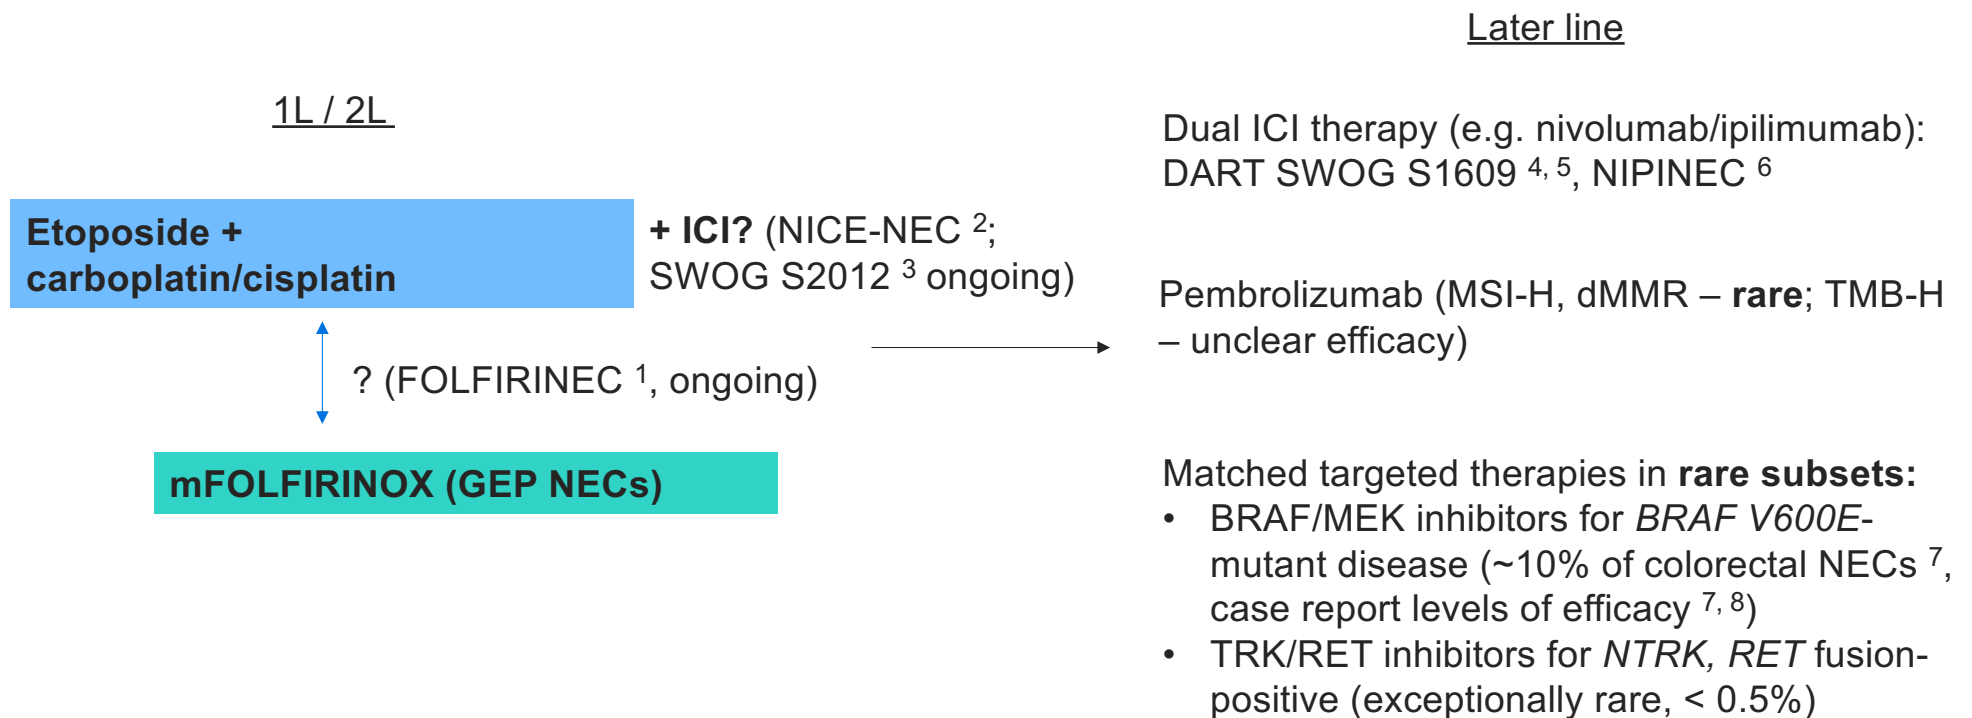 1L / 2L
Etoposide +
carboplatin/cisplatin
+ ICI? (NICE-NEC 2;
SWOG S2012 3 ongoing)
? (FOLFIRINEC 1, ongoing)
mFOLFIRINOX (GEP NECs)
Later line
Dual ICI therapy (e.g. nivolumab/ipilimumab):
DART SWOG S1609 4, 5, NIPINEC 6
Pembrolizumab (MSI-H, dMMR – rare; TMB-H
– unclear efficacy)
Matched targeted therapies in rare subsets:
• BRAF/MEK inhibitors for BRAF V600E-
mutant disease (~10% of colorectal NECs 7,
case report levels of efficacy 7, 8)
• TRK/RET inhibitors for NTRK, RET fusion-
positive (exceptionally rare, < 0.5%)